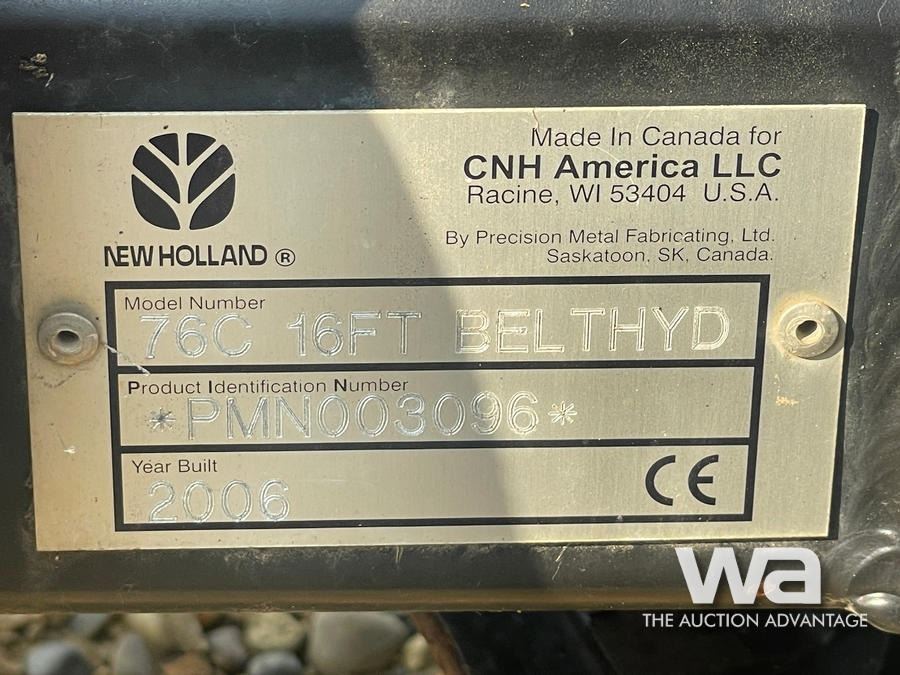 Made In Canada for
CNH America LLC
Racine, WI 53404 U.S.A.
NEW HOLLAND ®
By Precision Metal Fabricating, Ltd.
Saskatoon, SK, Canada.
Model Number
76C 16FT BELTHYD
Product Identification Number
*PMN003096*
Year Built
2006
CE
wa
THE AUCTION ADVANTAGE